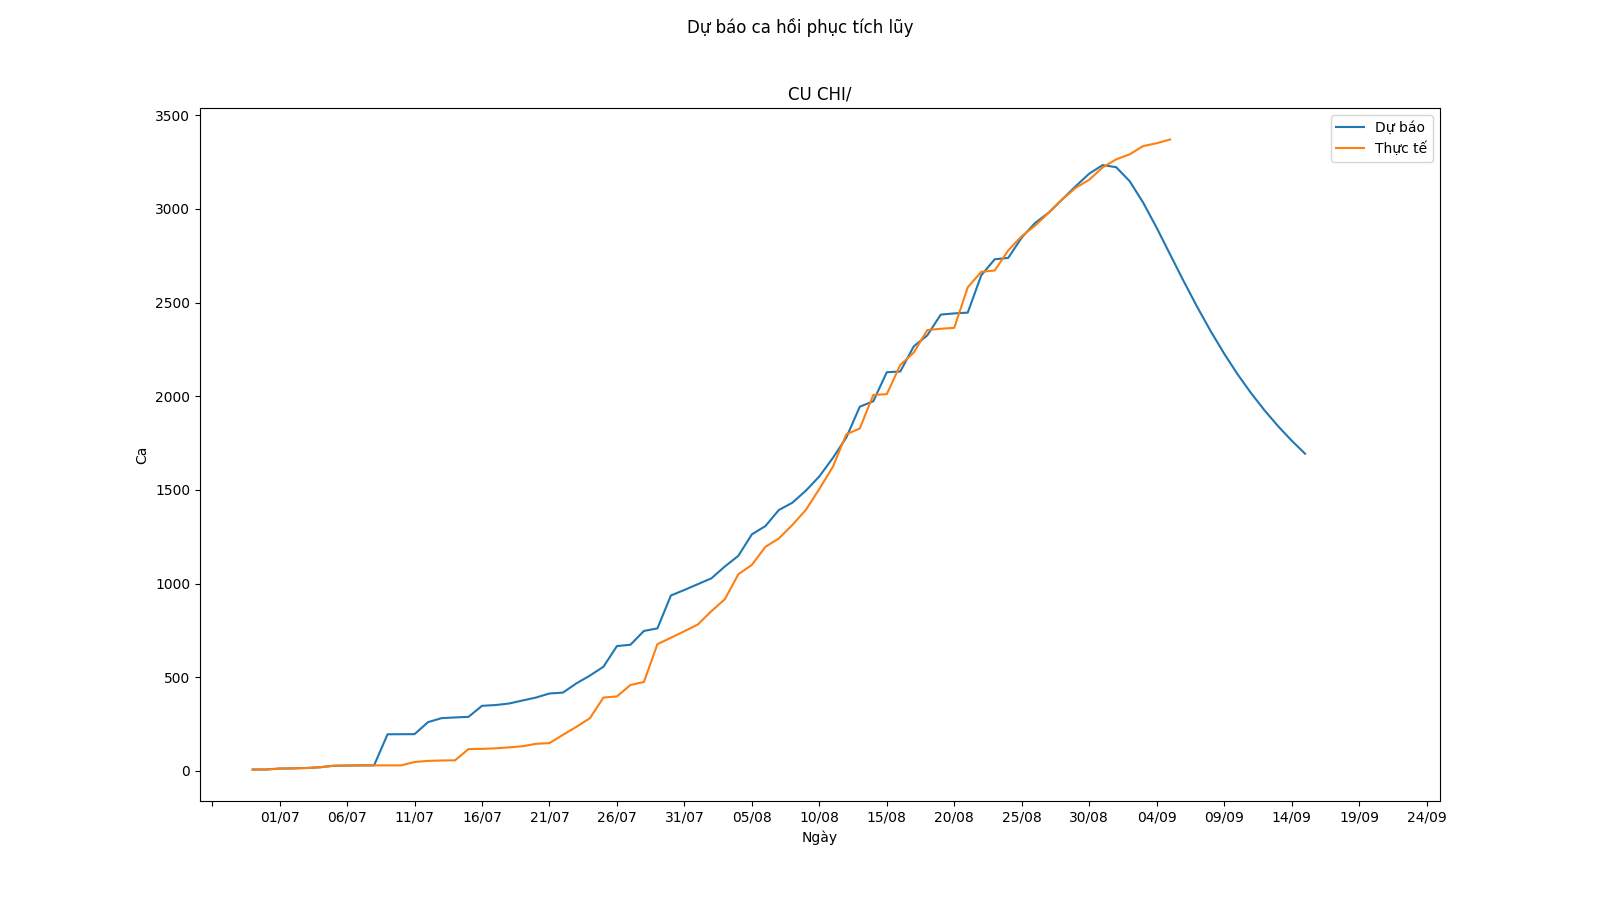 Dự báo ca hồi phục tích lũy
CU CHI/
Dự báo
Thực tế
3500
3000
2500
2000
1500
1000
500
0
Ca
01/07 06/07 11/07 16/07 21/07 26/07 31/07 05/08 10/08 15/08 20/08 25/08 30/08 04/09 09/09 14/09 19/09 24/09
Ngày